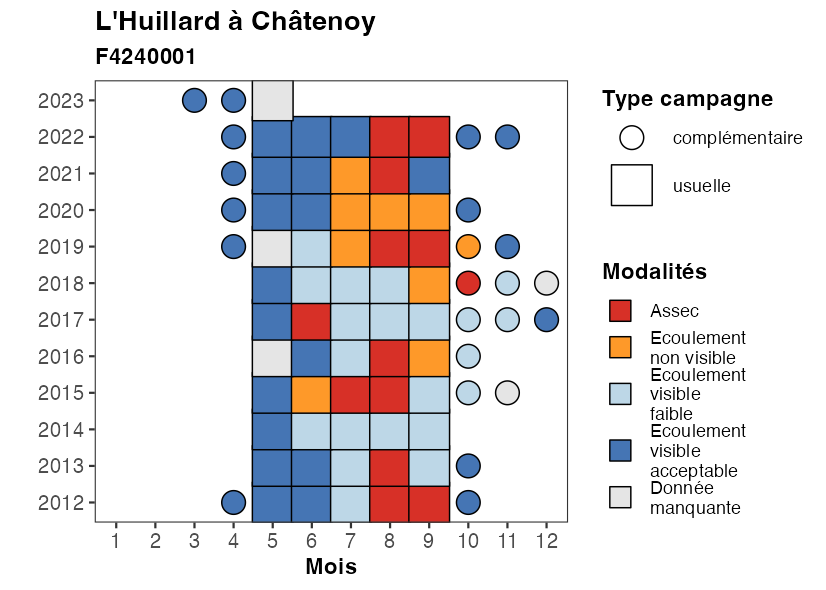 L'Huillard à Châtenoy
F4240001
2023
2022
2021
2020
2019
2018
2017
2016
2015
2014
2013
2012
1 2 3 4 5 6 7 8 9 10 11 12
Mois
Type campagne
complémentaire
usuelle
Modalités
Assec
Ecoulement
non visible
Ecoulement
visible
faible
Ecoulement
visible
acceptable
Donnée
manquante